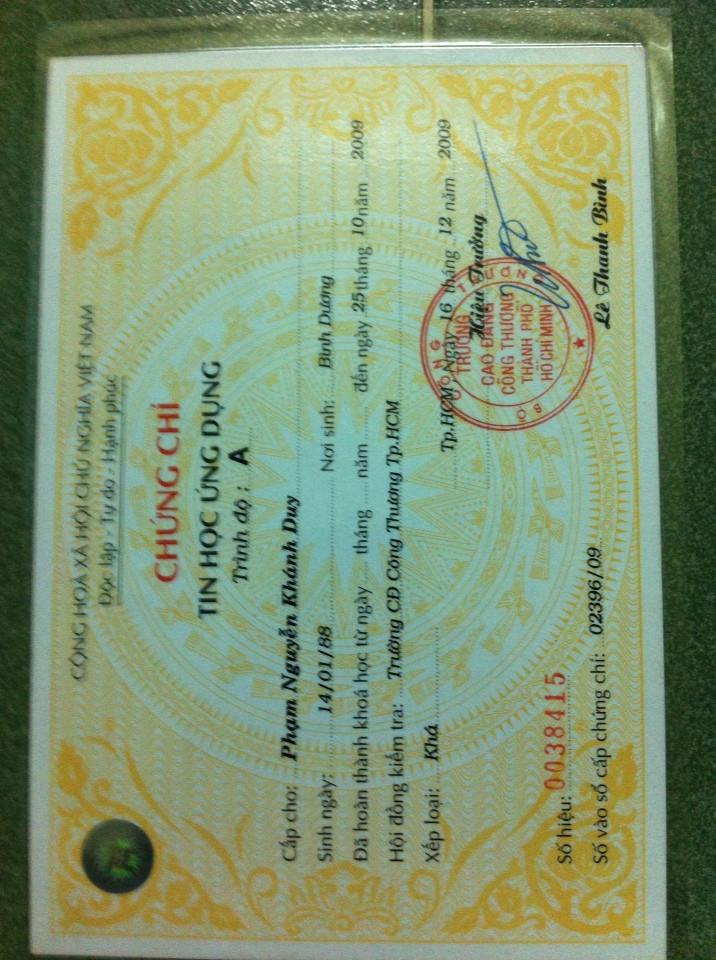 CỘNG HOÀ XÃ HỘI CHỦ NGHĨA VIỆT NAM
Độc lập - Tự do - Hạnh phúc
CHỨNG CHỈ
TIN HỌC ỨNG DỤNG
Trình độ : A
Cấp cho: Phạm Nguyễn Khánh Duy
Sinh ngày: 14/01/88 Nơi sinh: Bình Dương
Đã hoàn thành khoá học từ ngày tháng năm đến ngày 25 tháng 10 năm 2009
Hội đồng kiểm tra: Trường CĐ Công Thương Tp.HCM
Xếp loại: Khá
Tp.HCM, Ngày 16 tháng 12 năm 2009
Hiệu Trưởng
BỘ CÔNG THƯƠNG
TRƯỜNG
CAO ĐẲNG
CÔNG THƯƠNG
THÀNH PHỐ
HỒ CHÍ MINH
Lê Thanh Bình
Số hiệu: 0038415
Số vào sổ cấp chứng chỉ: 02396/09